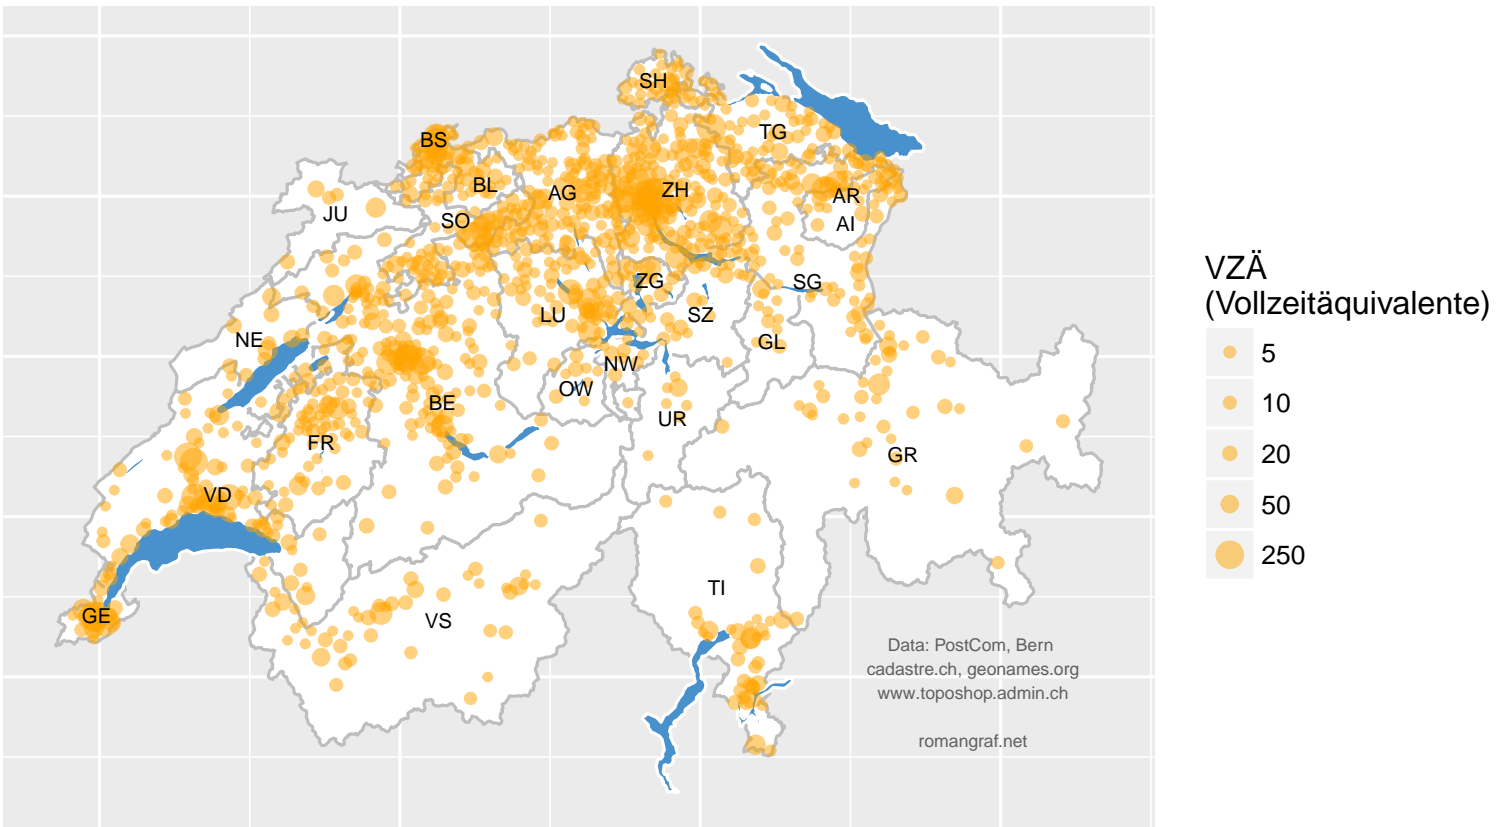 SH
BS
TG
BL
AG
ZH
AR
JU
SO
AI
ZG
SG
LU
SZ
NE
GL
NW
OW
BE
UR
FR
GR
VD
TI
GE
VS
Data: PostCom, Bern
cadastre.ch, geonames.org
www.toposhop.admin.ch
romangraf.net
VZÄ
(Vollzeitäquivalente)
5
10
20
50
250